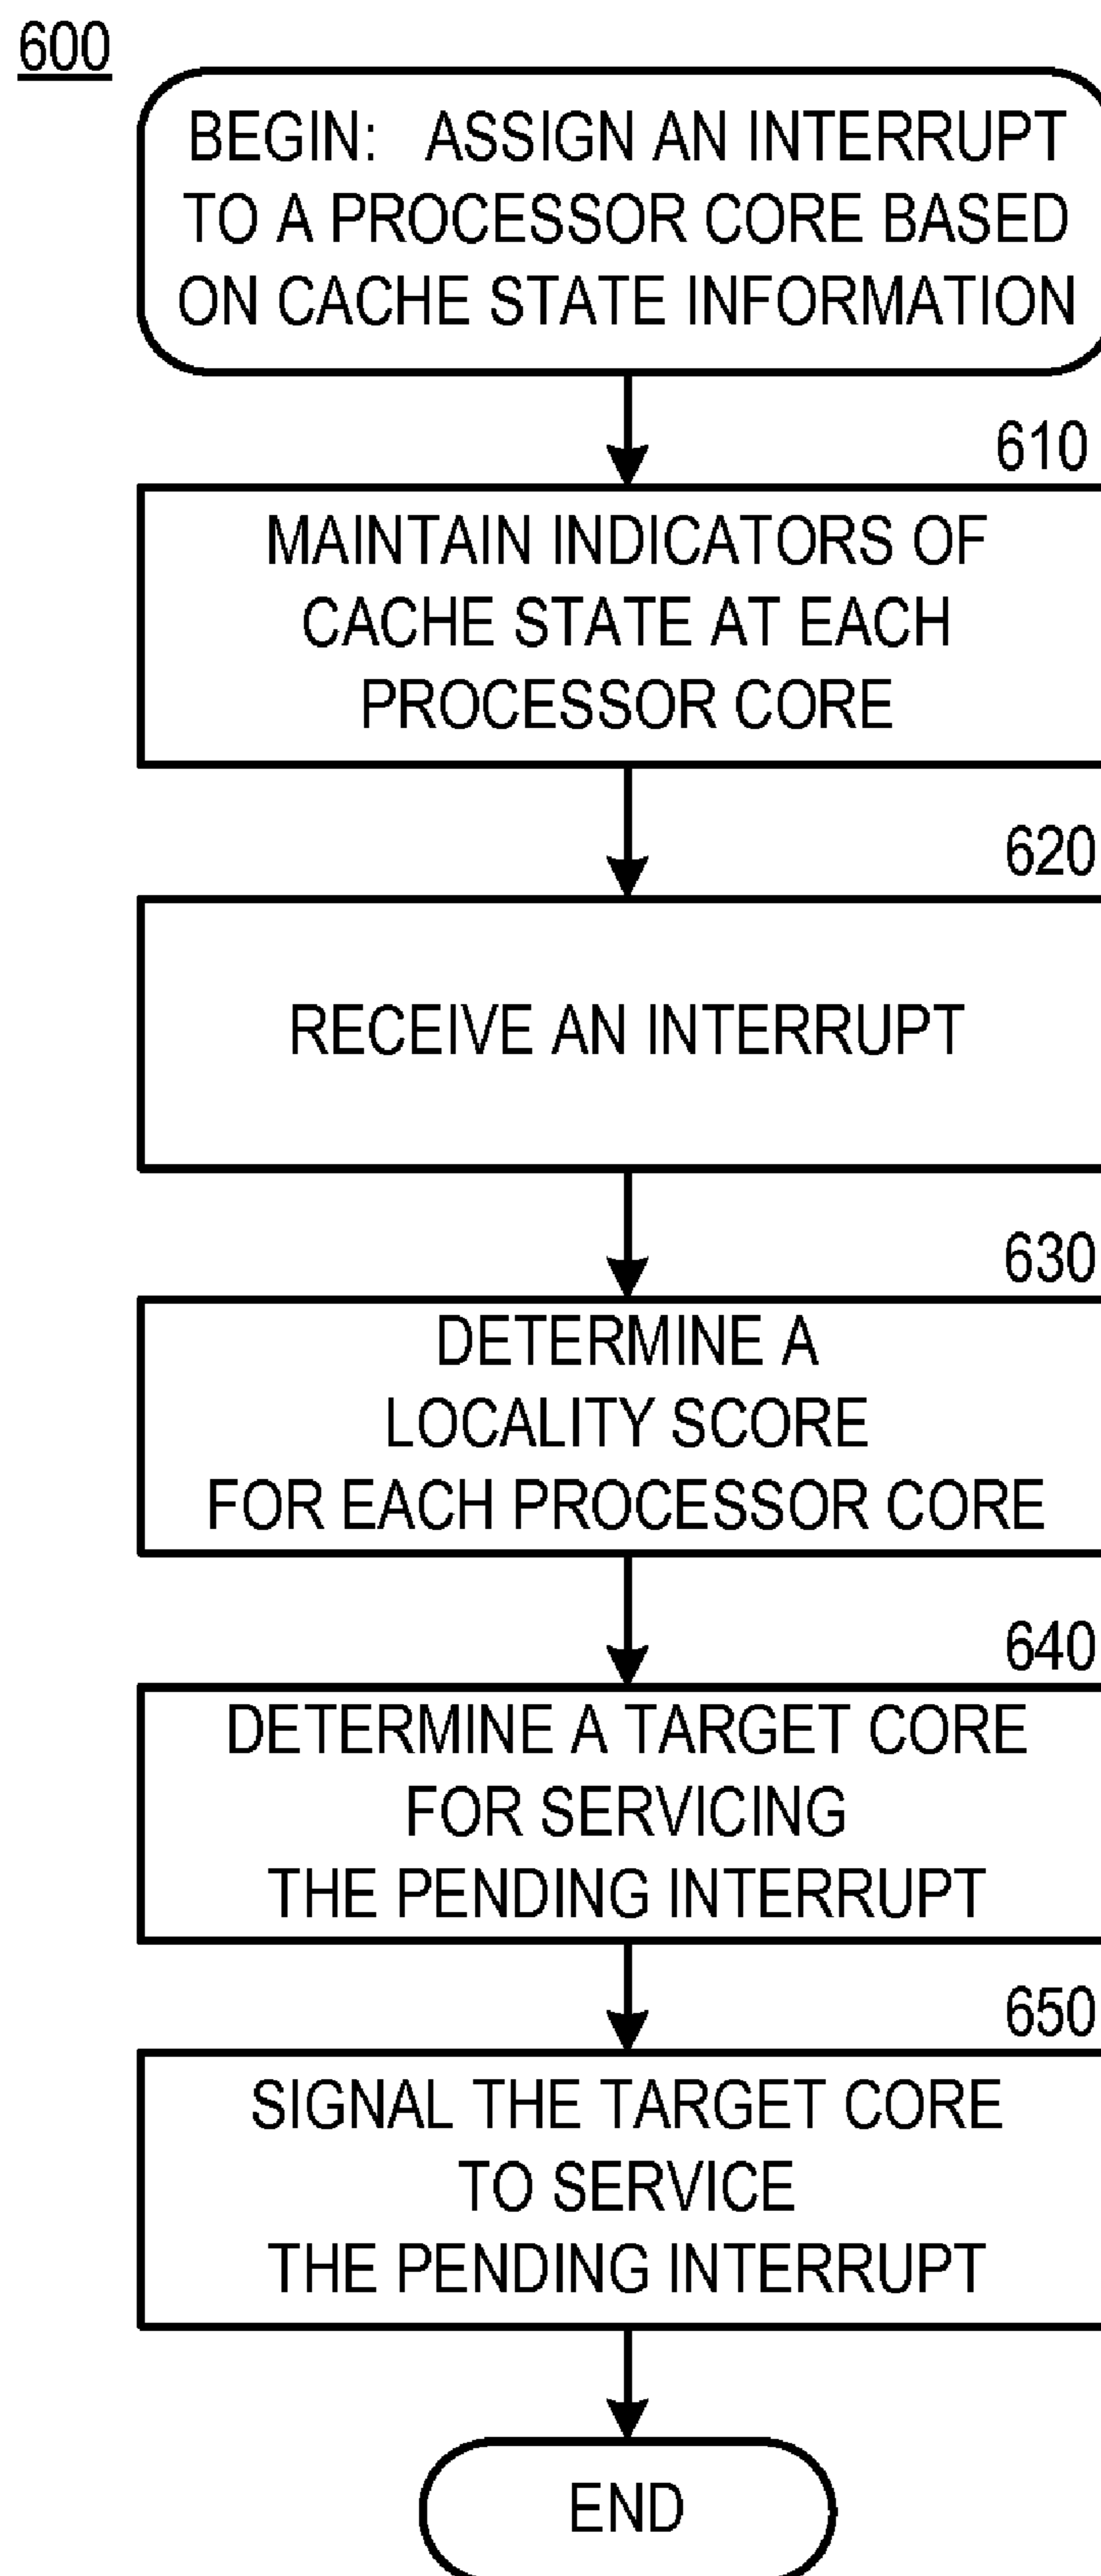 600
BEGIN: ASSIGN AN INTERRUPT
TO A PROCESSOR CORE BASED
ON CACHE STATE INFORMATION
610
MAINTAIN INDICATORS OF
CACHE STATE AT EACH
PROCESSOR CORE
620
RECEIVE AN INTERRUPT
630
DETERMINE A
LOCALITY SCORE
FOR EACH PROCESSOR CORE
640
DETERMINE A TARGET CORE
FOR SERVICING
THE PENDING INTERRUPT
650
SIGNAL THE TARGET CORE
TO SERVICE
THE PENDING INTERRUPT
END